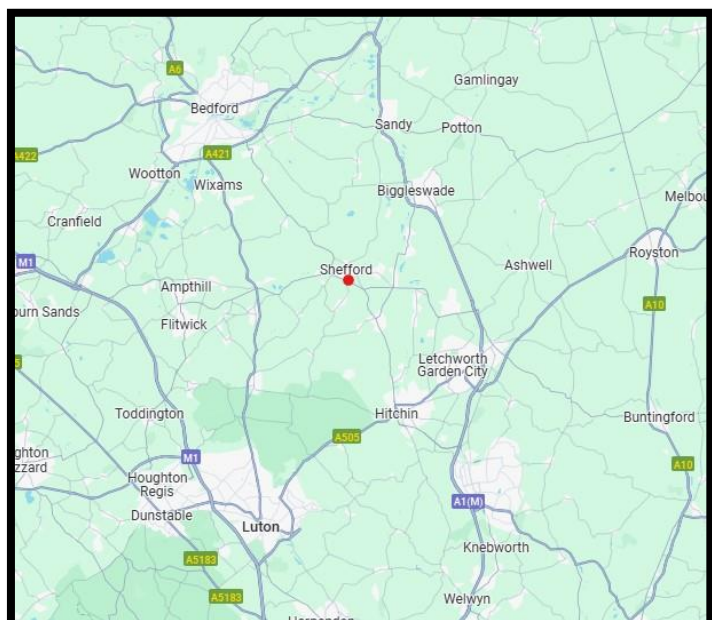 A6
Gamlingay
Bedford
Sandy
Potton
A422
A421
Wootton
Wixams
Biggleswade
Melbou
Cranfield
Royston
M1
Shefford
Ashwell
Ampthill
A10
burn Sands
Flitwick
Letchworth
Garden City
5
Toddington
Hitchin
Buntingford
A505
ghton
zzard
M1
A10
Houghton
Regis
A1(M)
Dunstable
Luton
Knebworth
A5183
A5183
Welwyn